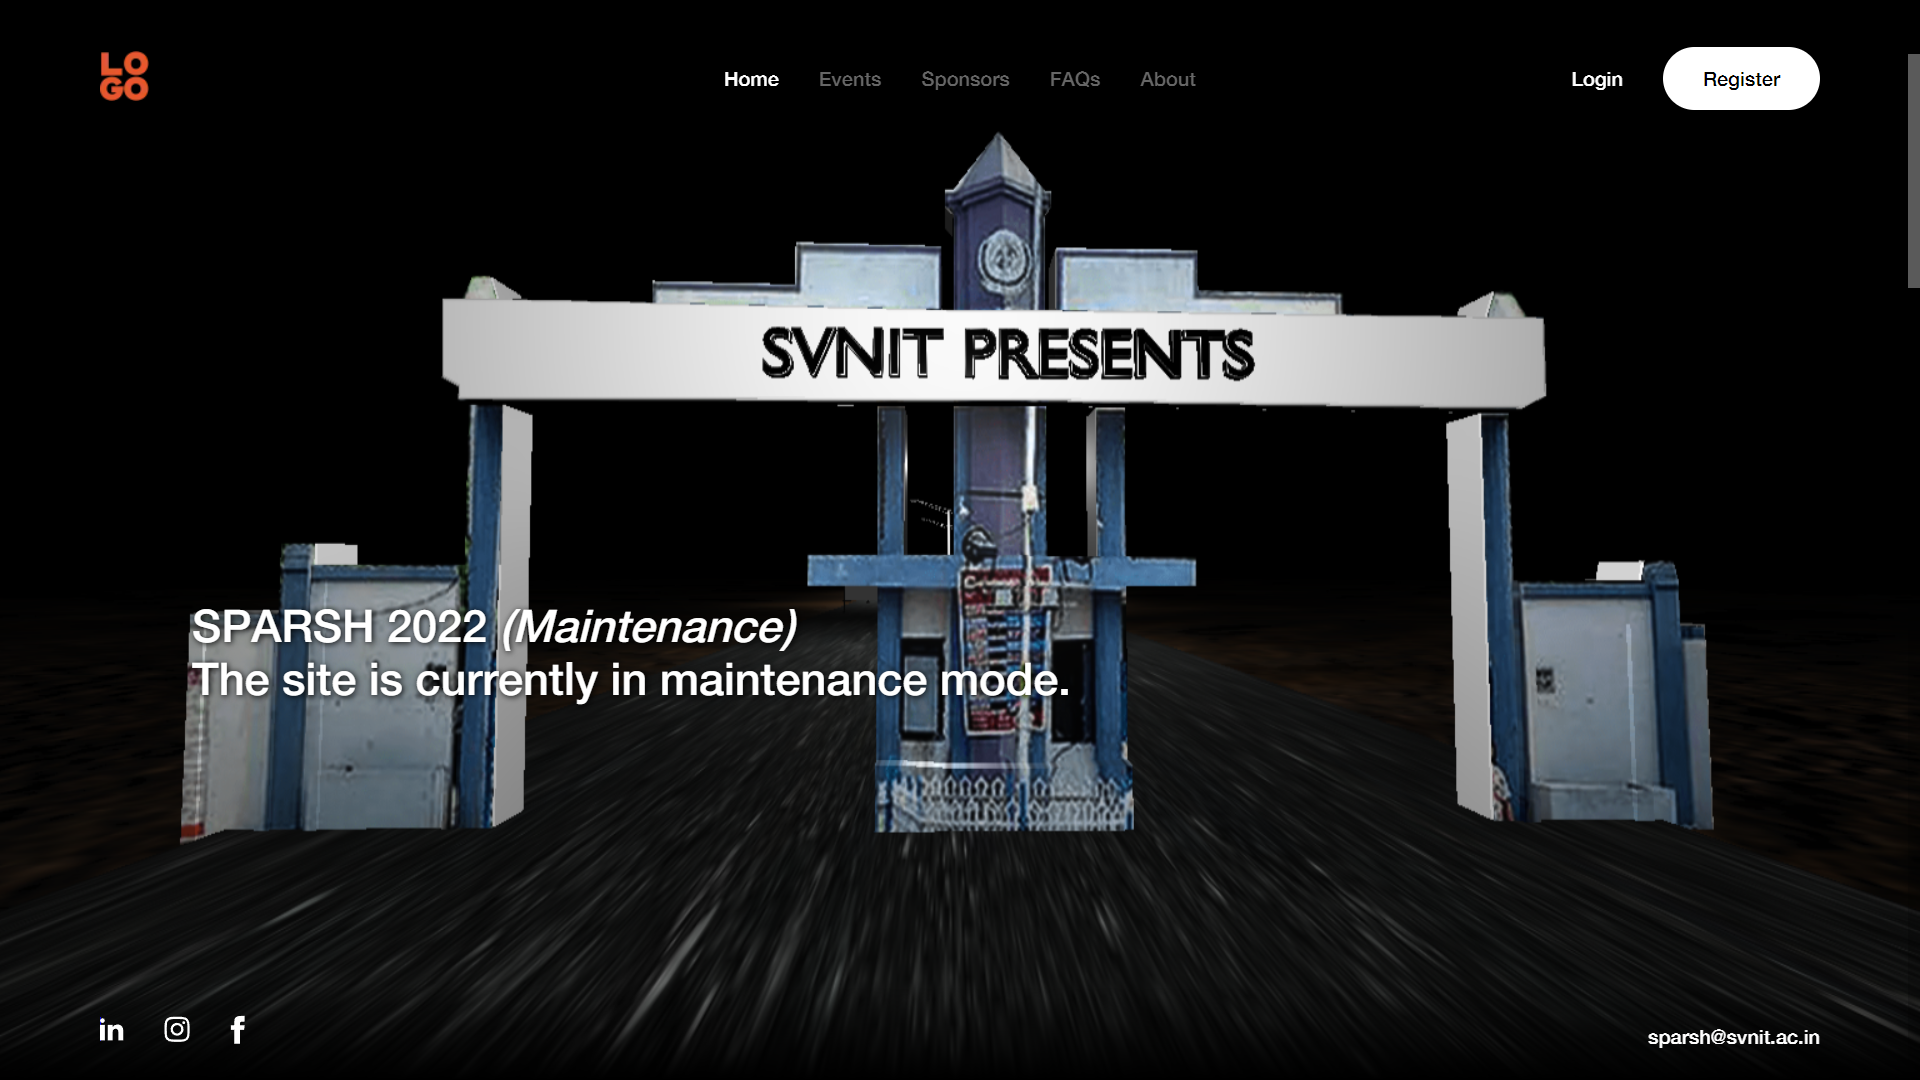 LO
GO
Home Events Sponsors FAQs About Login Register
SVNIT PRESENTS
SPARSH 2022 (Maintenance)
The site is currently in maintenance mode.
in f
sparsh@svnit.ac.in